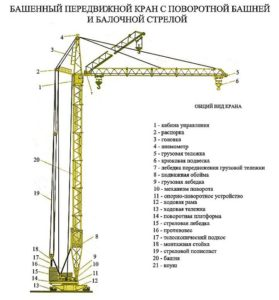 БАШЕННЫЙ ПЕРЕДВИЖНОЙ КРАН С ПОВОРОТНОЙ БАШНЕЙ
И БАЛОЧНОЙ СТРЕЛОЙ
ОБЩИЙ ВИД КРАНА
1 - кабина управления
2 - распорка
3 - головка
4 - анемометр
5 - грузовая тележка
6 - крюковая подвеска
7 - лебедка передвижения грузовой тележки
8 - подвижная обойма
9 - грузовая лебедка
10 - механизм поворота
11 - опорно-поворотное устройство
12 - ходовая рама
13 - ходовая тележка
14 - поворотная платформа
15 - стреловая лебедка
16 - противовес
17 - телескопический подкос
18 - монтажная стойка
19 - стреловой полиспаст
20 - башня
21 - коуш